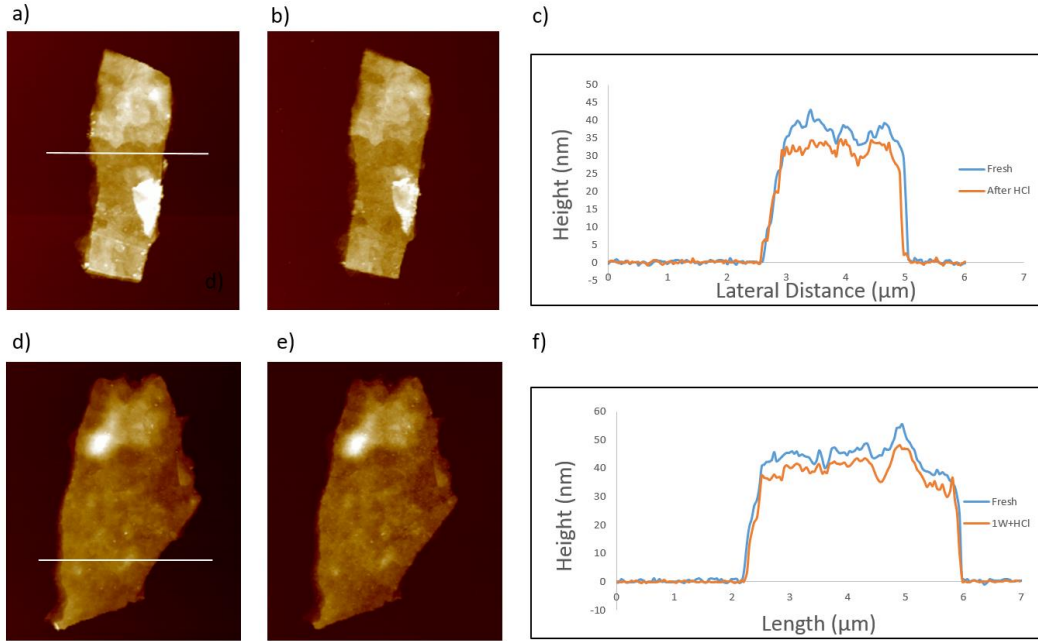 a)
b)
c)
d)
50
45
40
35
30
25
20
15
10
5
0
-5
0 1 2 3 4 5 6 7
Height (nm)
Lateral Distance (µm)
Fresh
After HCl
d)
e)
f)
60
50
40
30
20
10
0
-10
0 1 2 3 4 5 6 7
Height (nm)
Length (µm)
Fresh
1W+HCl